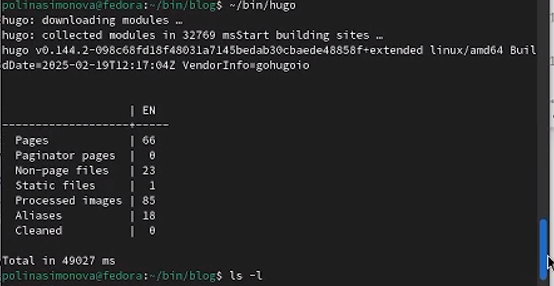 polinasimonova@fedora:~/bin/blog$ ~/bin/hugo
hugo: downloading modules …
hugo: collected modules in 32769 msStart building sites …
hugo v0.144.2-098c68fd18f48031a7145bedab30cbaede48858f+extended linux/amd64 Buil
dDate=2025-02-19T12:17:04Z VendorInfo=gohugoio
| EN
-------------------+-----
Pages | 66
Paginator pages | 0
Non-page files | 23
Static files | 1
Processed images | 85
Aliases | 18
Cleaned | 0
Total in 49027 ms
polinasimonova@fedora:~/bin/blog$ ls -l